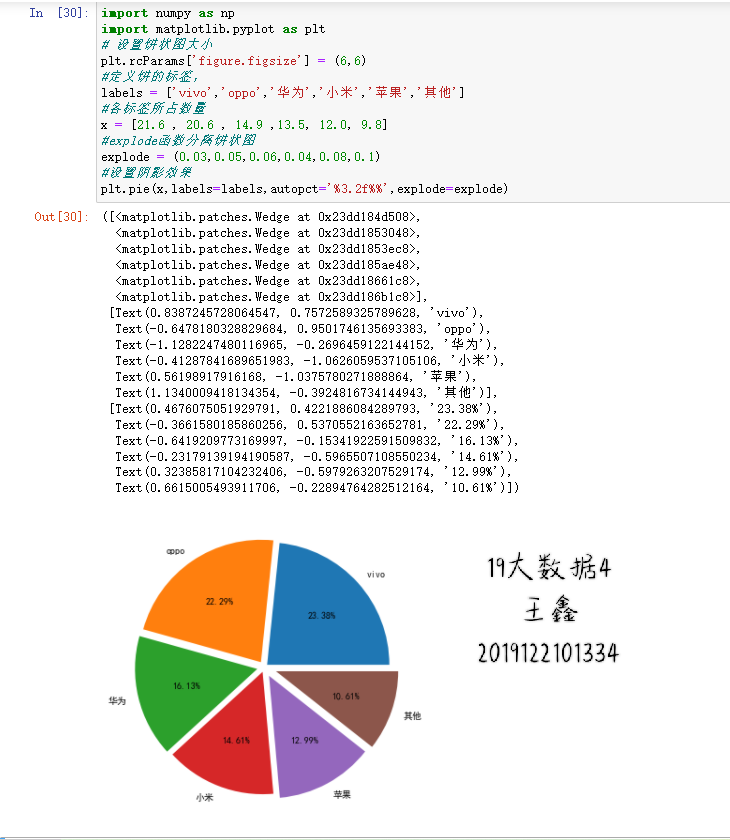 In [30]:
import numpy as np
import matplotlib.pyplot as plt
# 设置饼状图大小
plt.rcParams['figure.figsize'] = (6,6)
#定义饼的标签，
labels = ['vivo','oppo','华为','小米','苹果','其他']
#各标签所占数量
x = [21.6 , 20.6 , 14.9 ,13.5, 12.0, 9.8]
#explode函数分离饼状图
explode = (0.03,0.05,0.06,0.04,0.08,0.1)
#设置阴影效果
plt.pie(x,labels=labels,autopct='%3.2f%%',explode=explode)
Out[30]:
([<matplotlib.patches.Wedge at 0x23dd184d508>,
<matplotlib.patches.Wedge at 0x23dd1853048>,
<matplotlib.patches.Wedge at 0x23dd1853ec8>,
<matplotlib.patches.Wedge at 0x23dd185ae48>,
<matplotlib.patches.Wedge at 0x23dd18661c8>,
<matplotlib.patches.Wedge at 0x23dd186b1c8>],
[Text(0.8387245728064547, 0.7572589325789628, 'vivo'),
Text(-0.6478180328829684, 0.9501746135693383, 'oppo'),
Text(-1.1282247480116965, -0.2696459122144152, '华为'),
Text(-0.41287841689651983, -1.0626059537105106, '小米'),
Text(0.56198917916168, -1.0375780271888864, '苹果'),
Text(1.1340009418134354, -0.3924816734144943, '其他')],
[Text(0.4676075051929791, 0.4221886084289793, '23.38%'),
Text(-0.3661580185860256, 0.5370552163652781, '22.29%'),
Text(-0.6419209773169997, -0.15341922591509832, '16.13%'),
Text(-0.23179139194190587, -0.5965507108550234, '14.61%'),
Text(0.32385817104232406, -0.5979263207529174, '12.99%'),
Text(0.6615005493911706, -0.22894764282512164, '10.61%')])
oppo
vivo
22.29%
23.38%
16.13%
10.61%
华为
其他
14.61%
12.99%
小米
苹果
19大数据4
王鑫
2019122101334